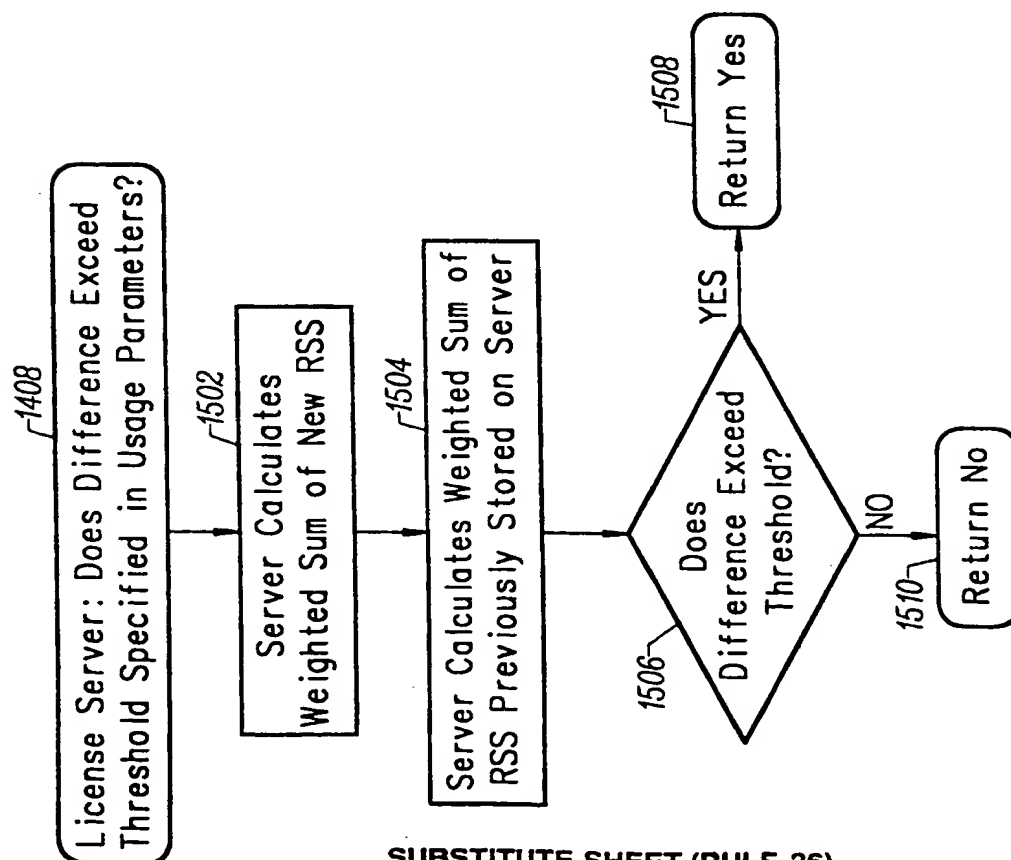 1408
License Server: Does Difference Exceed
Threshold Specified in Usage Parameters?
1502
Server Calculates
Weighted Sum of New RSS
1504
Server Calculates Weighted Sum of
RSS Previously Stored on Server
1506
Does
Difference Exceed
Threshold?
YES
1508
Return Yes
NO
1510
Return No
SUBSTITUTE SHEET (RULE 26)